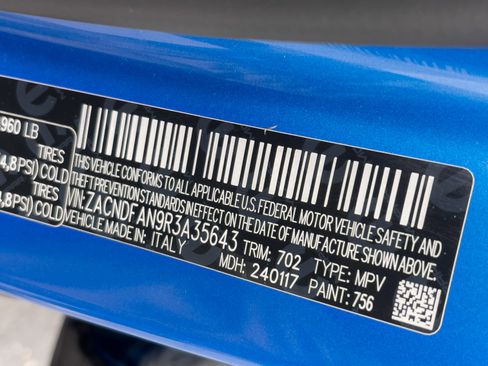 960 LB
TIRES
4,8PSI) COLD
TIRES
,8PSI) COLD
THIS VEHICLE CONFORMS TO ALL APPLICABLE U.S. FEDERAL MOTOR VEHICLE SAFETY AND
THEFT PREVENTION STANDARDS IN EFFECT ON THE DATE OF MANUFACTURE SHOWN ABOVE.
VIN: ZACNDFAN9R3A35643 TRIM: 702 TYPE: MPV
VEHICLE MADE IN: ITALY MDH: 240117 PAINT: 756